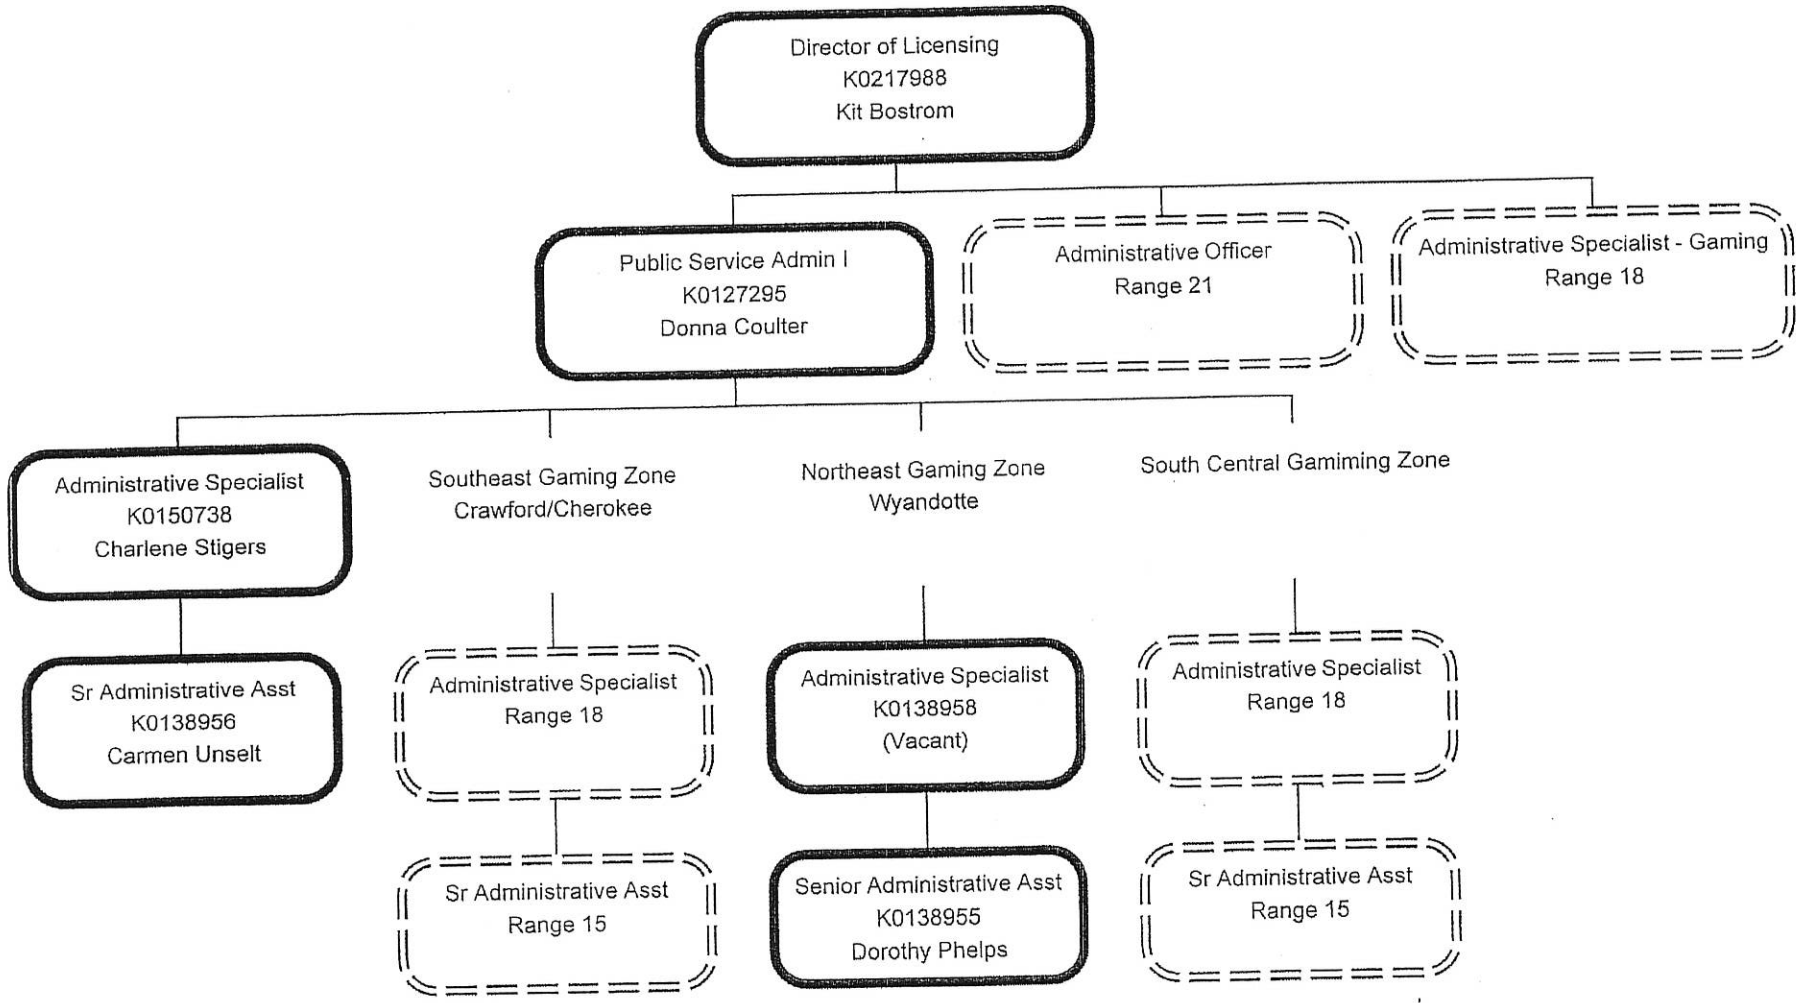 Director of Licensing
K0217988
Kit Bostrom
Public Service Admin I
K0127295
Donna Coulter
Administrative Officer
Range 21
Administrative Specialist - Gaming
Range 18
Administrative Specialist
K0150738
Charlene Stigers
Southeast Gaming Zone
Crawford/Cherokee
Northeast Gaming Zone
Wyandotte
South Central Gamiming Zone
Sr Administrative Asst
K0138956
Carmen Unselt
Administrative Specialist
Range 18
Administrative Specialist
K0138958
(Vacant)
Administrative Specialist
Range 18
Sr Administrative Asst
Range 15
Senior Administrative Asst
K0138955
Dorothy Phelps
Sr Administrative Asst
Range 15